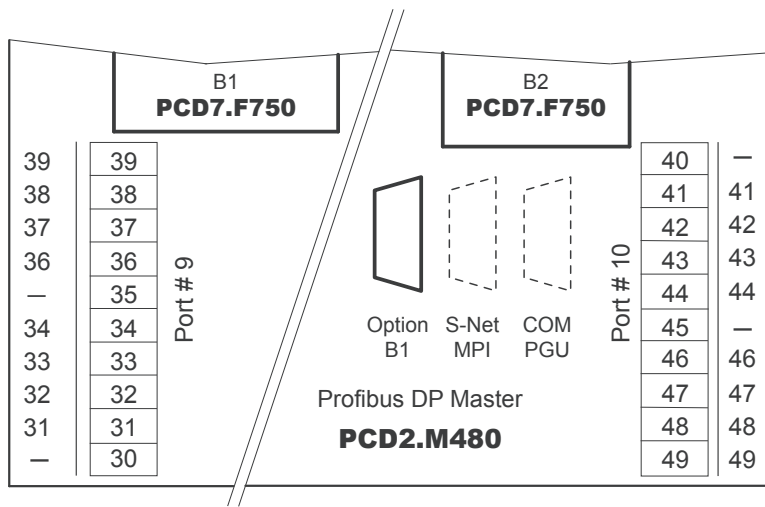 B1
PCD7.F750
B2
PCD7.F750
39 39
38 38
37 37
36 36
– 35
34 34
33 33
32 32
31 31
– 30
Port # 9
Option
B1
S-Net
MPI
COM
PGU
Profibus DP Master
PCD2.M480
Port # 10
40 –
41 41
42 42
43 43
44 44
45 –
46 46
47 47
48 48
49 49